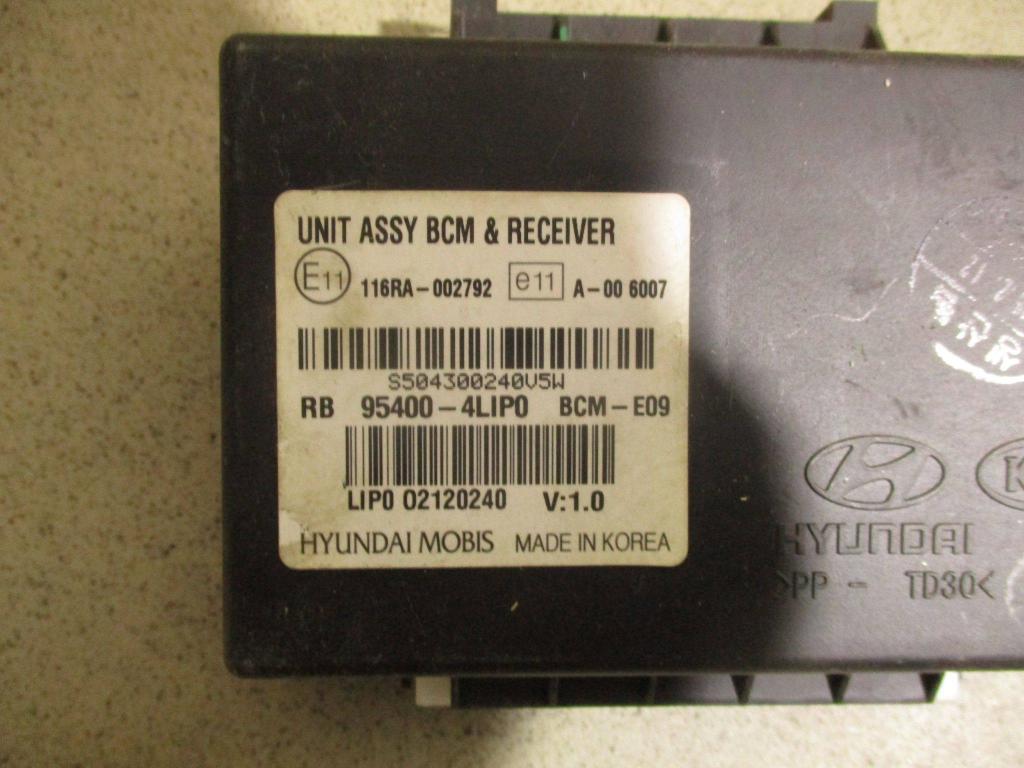 UNIT ASSY BCM & RECEIVER
E11 116RA-002792 e11 A-00 6007
S504300240V5W
RB 95400-4LIP0 BCM-E09
LIP0 02120240 V:1.0
HYUNDAI MOBIS MADE IN KOREA
HYUNDAI
>PP - TD30<